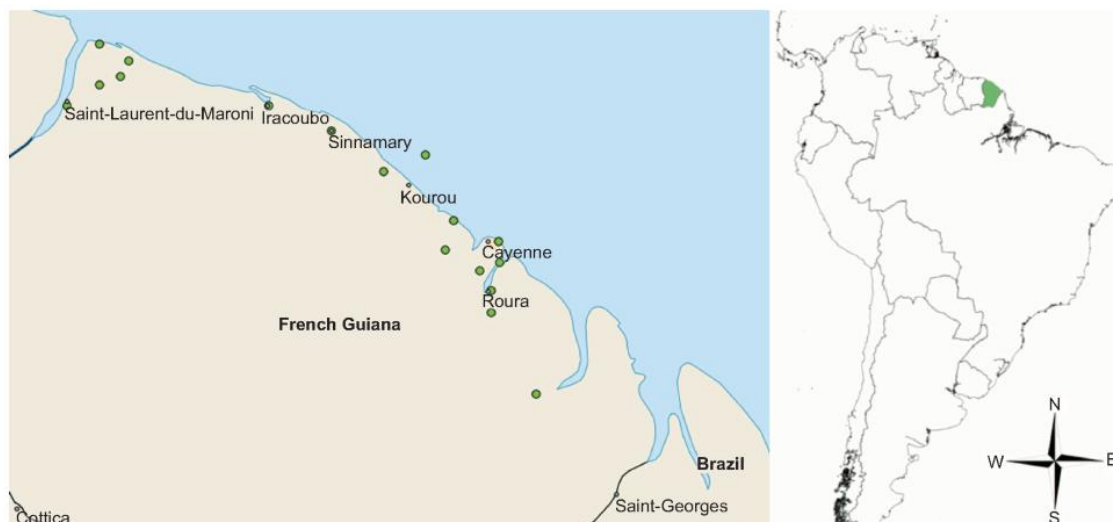 Saint-Laurent-du-Maroni
Iracoubo
Sinnamary
Kourou
Cayenne
Roura
French Guiana
Brazil
Saint-Georges
Cottica
N
W
E
S